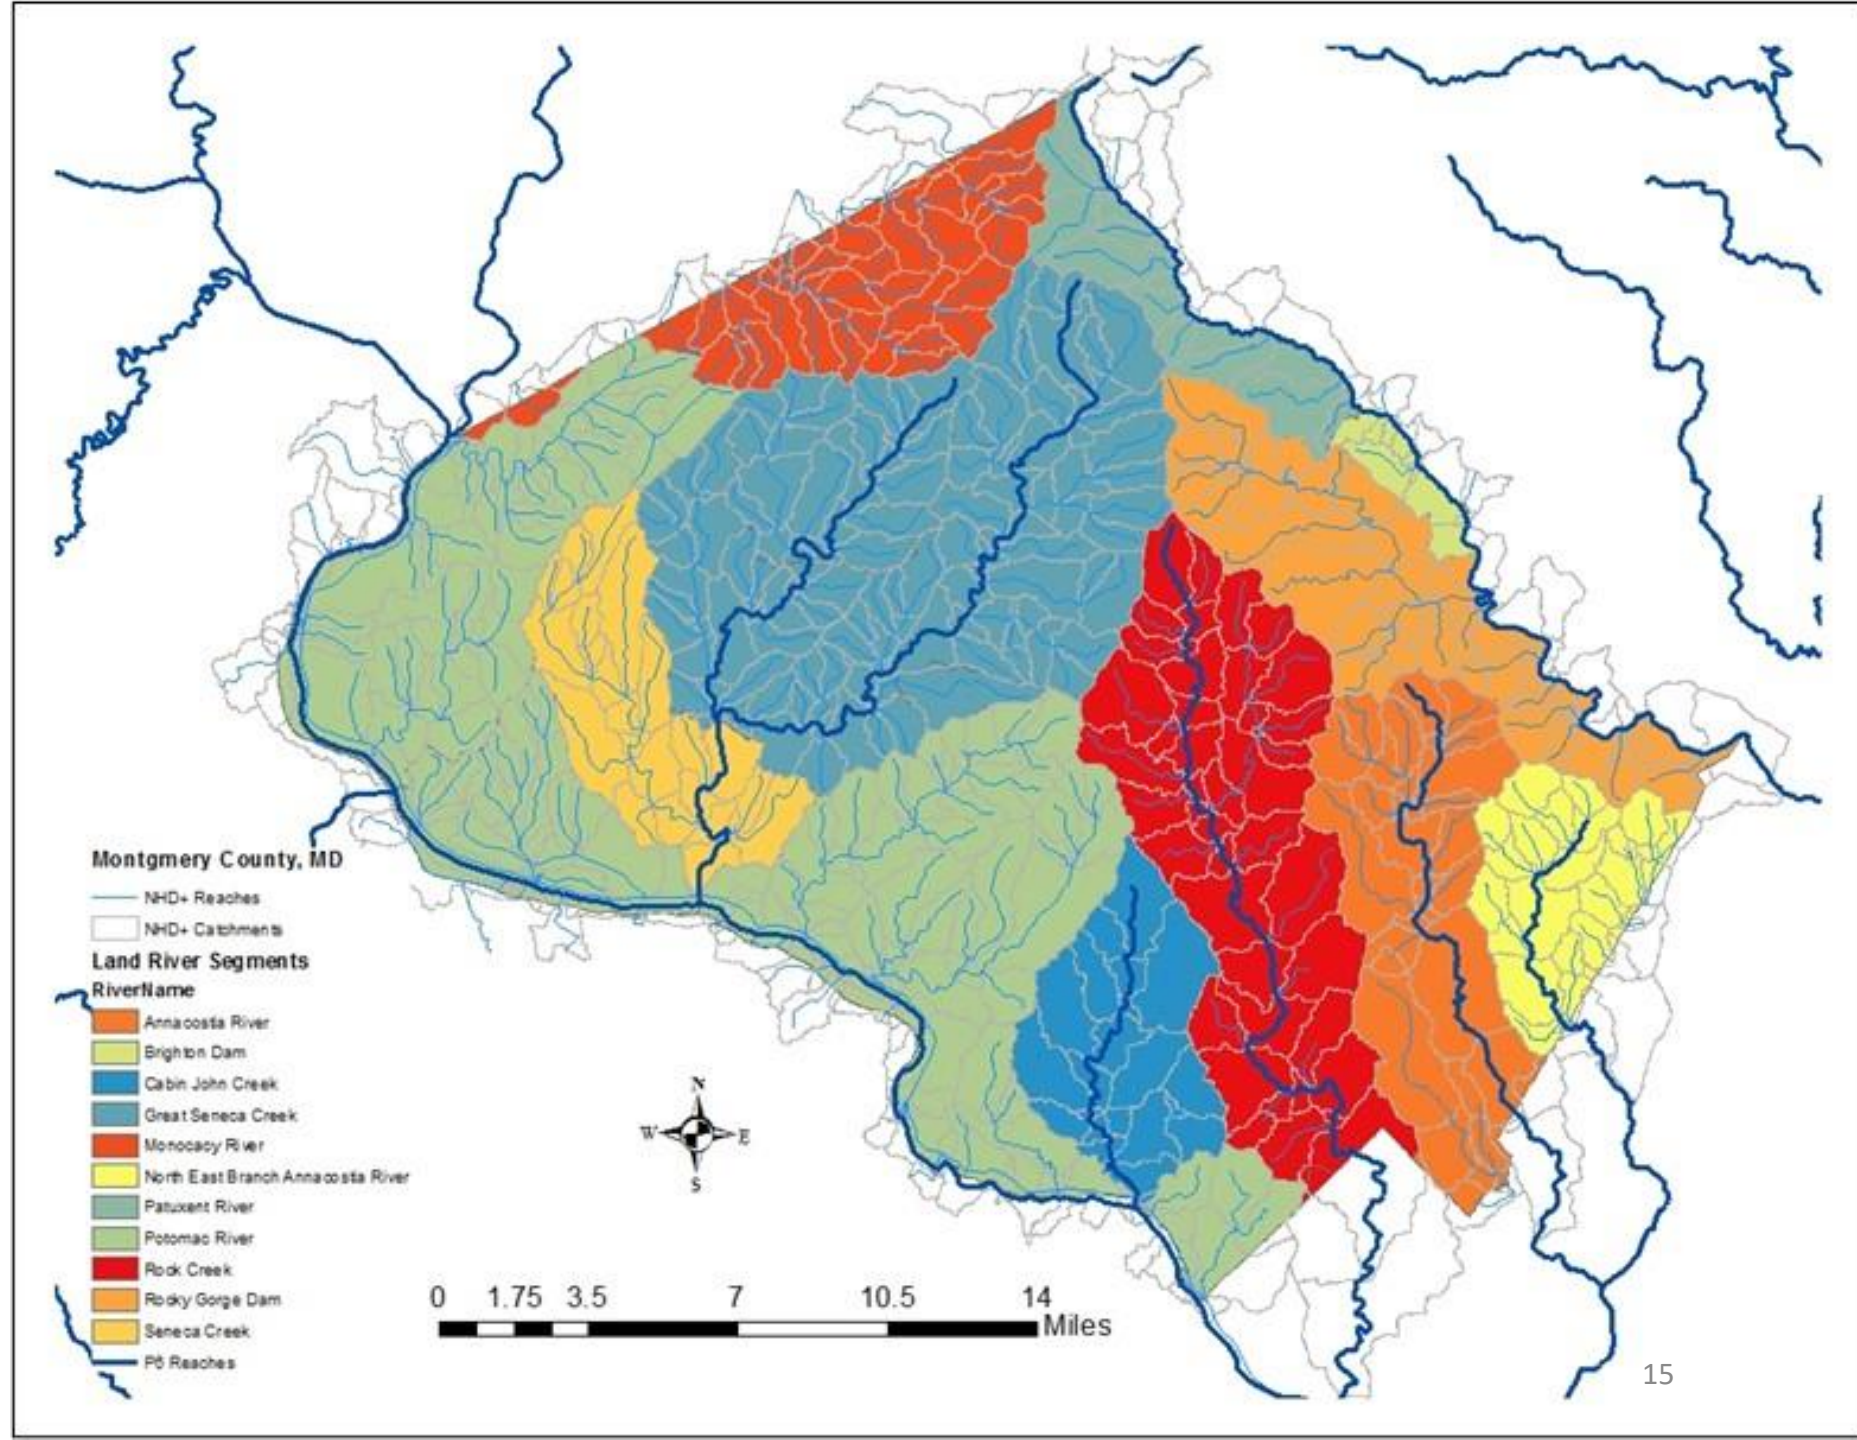 Montgmery County, MD
NHD+ Reaches
NHD+ Catchments
Land River Segments
RiverName
Annacostia River
Brighton Dam
Cabin John Creek
Great Seneca Creek
Monocacy River
North East Branch Annacostia River
Patuxent River
Potomac River
Rock Creek
Rocky Gorge Dam
Seneca Creek
P6 Reaches
N
W E
S
0 1.75 3.5 7 10.5 14
Miles
15